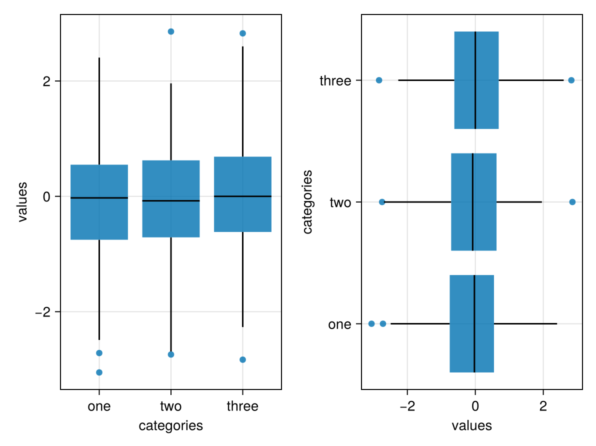 values
2
0
−2
one two three
categories
categories
three
two
one
−2 0 2
values